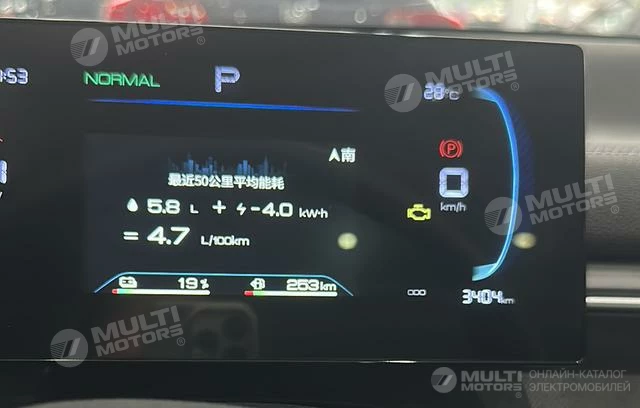 :53
NORMAL
P
28°C
南
最近50公里平均能耗
5.8 L + -4.0 kW·h
= 4.7 L/100km
P
0
km/h
19%
253km
3404km
MULTI MOTORS
MULTI MOTORS
MULTI MOTORS
MULTI MOTORS
MULTI MOTORS
ОНЛАЙН-КАТАЛОГ
ЭЛЕКТРОМОБИЛЕЙ